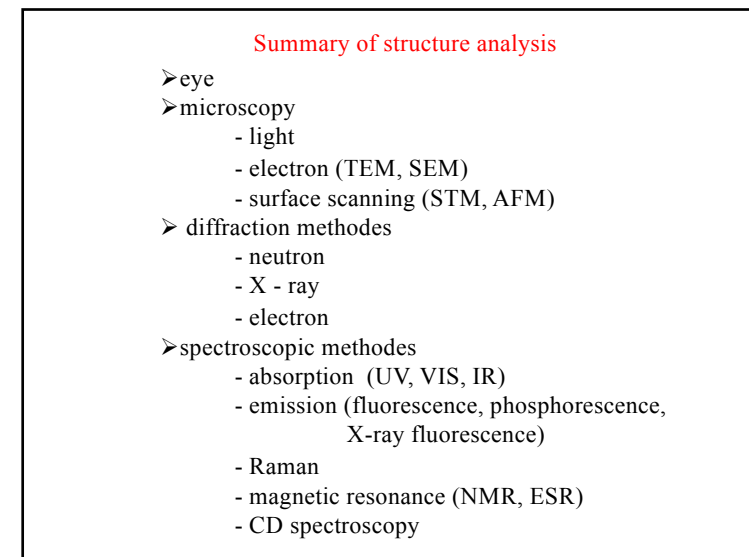 Summary of structure analysis
➢eye
➢microscopy
- light
- electron (TEM, SEM)
- surface scanning (STM, AFM)
➢ diffraction methodes
- neutron
- X - ray
- electron
➢spectroscopic methodes
- absorption  (UV, VIS, IR)
- emission (fluorescence, phosphorescence,
X-ray fluorescence)
- Raman
- magnetic resonance (NMR, ESR)
- CD spectroscopy